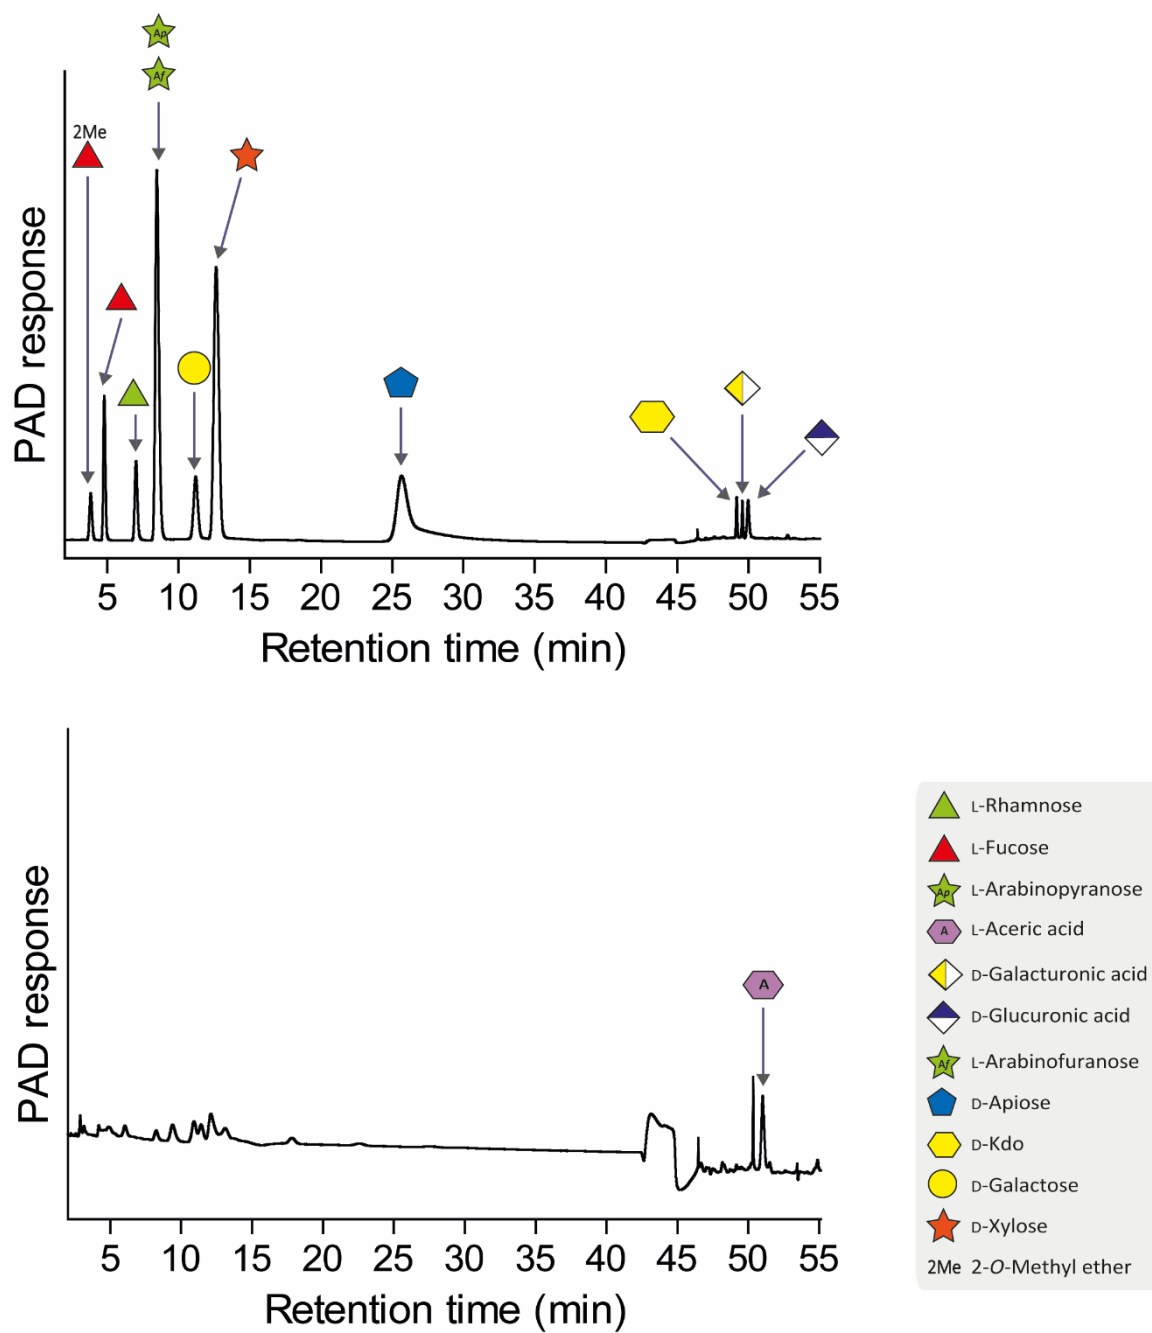 Ap
Af
2Me
PAD response
5 10 15 20 25 30 35 40 45 50 55
Retention time (min)
PAD response
A
5 10 15 20 25 30 35 40 45 50 55
Retention time (min)
L-Rhamnose
L-Fucose
Ap L-Arabinopyranose
A L-Aceric acid
D-Galacturonic acid
D-Glucuronic acid
Af L-Arabinofuranose
D-Apiose
D-Kdo
D-Galactose
D-Xylose
2Me 2-O-Methyl ether